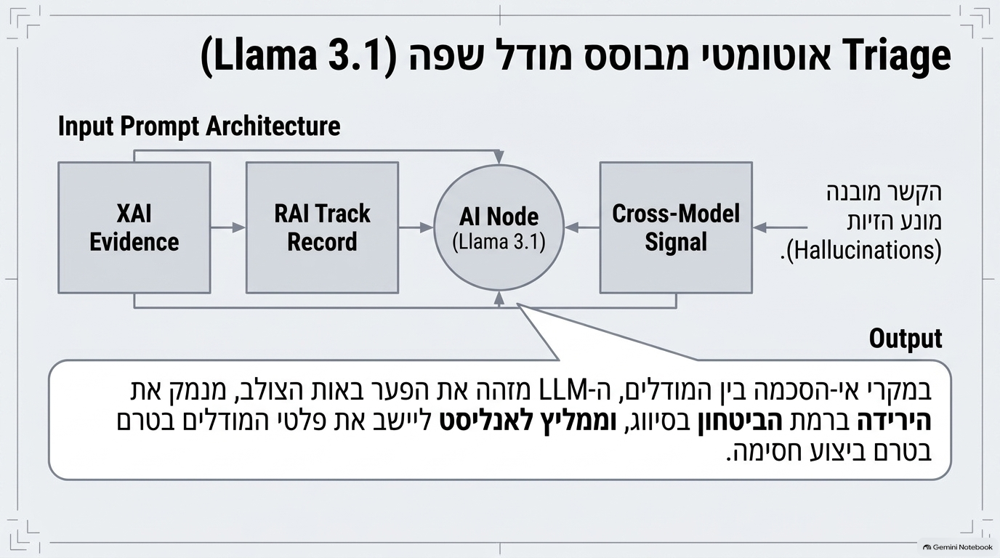 Triage אוטומטי מבוסס מודל שפה (Llama 3.1)
Input Prompt Architecture
XAI
Evidence
RAI Track
Record
AI Node
(Llama 3.1)
Cross-Model
Signal
הקשר מובנה
מונע הזיות
(Hallucinations).
Output
במקרי אי-הסכמה בין המודלים, ה-LLM מזהה את הפער באות הצולב, מנמק את
הירידה ברמת הביטחון בסיווג, וממליץ לאנליסט ליישב את פלטי המודלים בטרם
בטרם ביצוע חסימה.
Gemini Notebook